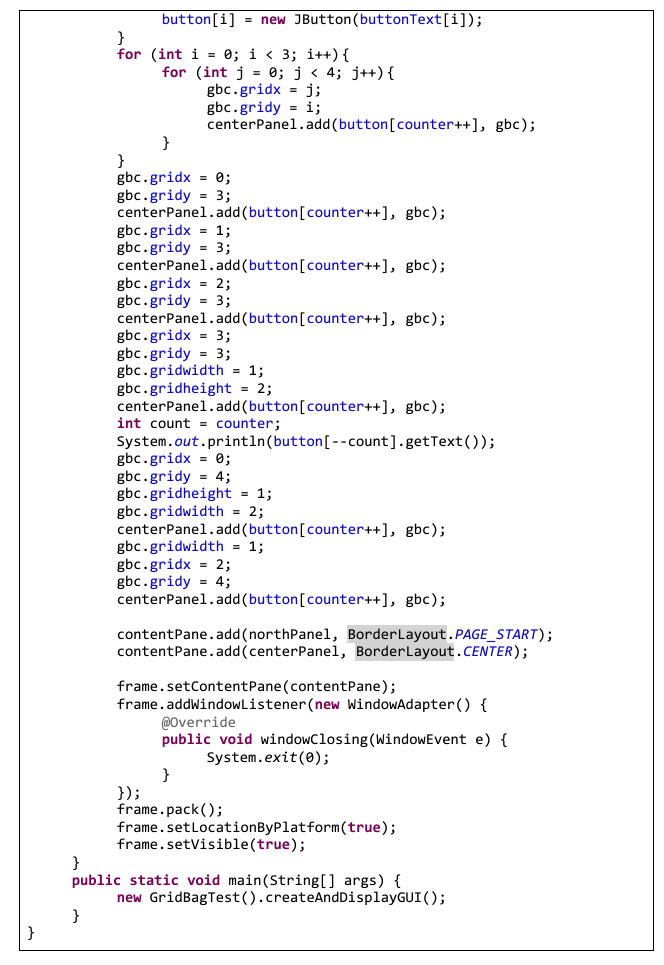 button[i] = new JButton(buttonText[i]);
}
for (int i = 0; i < 3; i++){
for (int j = 0; j < 4; j++){
gbc.gridx = j;
gbc.gridy = i;
centerPanel.add(button[counter++], gbc);
}
}
gbc.gridx = 0;
gbc.gridy = 3;
centerPanel.add(button[counter++], gbc);
gbc.gridx = 1;
gbc.gridy = 3;
centerPanel.add(button[counter++], gbc);
gbc.gridx = 2;
gbc.gridy = 3;
centerPanel.add(button[counter++], gbc);
gbc.gridx = 3;
gbc.gridy = 3;
gbc.gridwidth = 1;
gbc.gridheight = 2;
centerPanel.add(button[counter++], gbc);
int count = counter;
System.out.println(button[--count].getText());
gbc.gridx = 0;
gbc.gridy = 4;
gbc.gridheight = 1;
gbc.gridwidth = 2;
centerPanel.add(button[counter++], gbc);
gbc.gridwidth = 1;
gbc.gridx = 2;
gbc.gridy = 4;
centerPanel.add(button[counter++], gbc);
contentPane.add(northPanel, BorderLayout.PAGE_START);
contentPane.add(centerPanel, BorderLayout.CENTER);
frame.setContentPane(contentPane);
frame.addWindowListener(new WindowAdapter() {
@Override
public void windowClosing(WindowEvent e) {
System.exit(0);
}
});
frame.pack();
frame.setLocationByPlatform(true);
frame.setVisible(true);
}
public static void main(String[] args) {
new GridBagTest().createAndDisplayGUI();
}
}